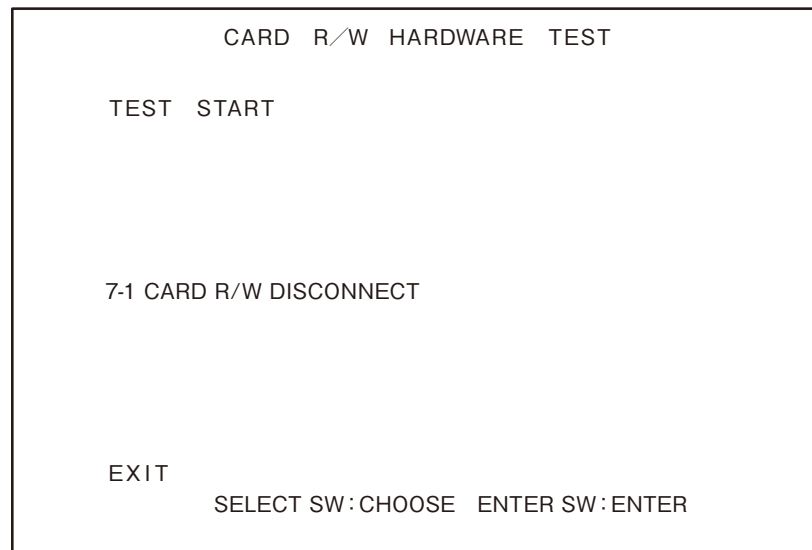 CARD R/W HARDWARE TEST
TEST START
7-1 CARD R/W DISCONNECT
EXIT
SELECT SW:CHOOSE ENTER SW:ENTER